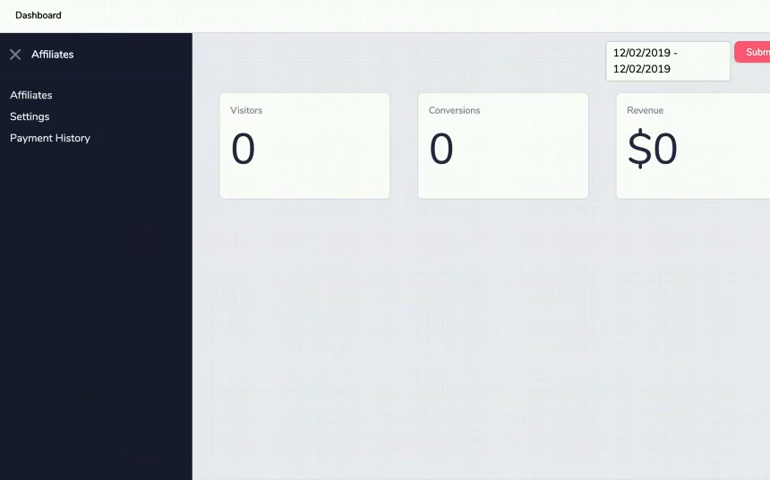 Dashboard
Affiliates
Affiliates
Settings
Payment History
12/02/2019 -
12/02/2019
Subm
Visitors
0
Conversions
0
Revenue
$0